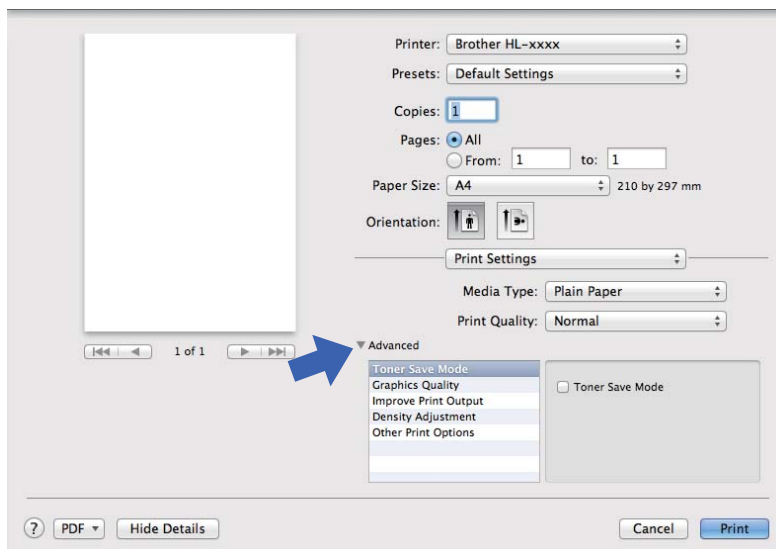 Printer: Brother HL-xxxx
Presets: Default Settings
Copies: 1
Pages: All
From: 1 to: 1
Paper Size: A4 210 by 297 mm
Orientation:
Print Settings
Media Type: Plain Paper
Print Quality: Normal
1 of 1
Advanced
Toner Save Mode
Graphics Quality
Toner Save Mode
Improve Print Output
Density Adjustment
Other Print Options
? PDF Hide Details Cancel Print